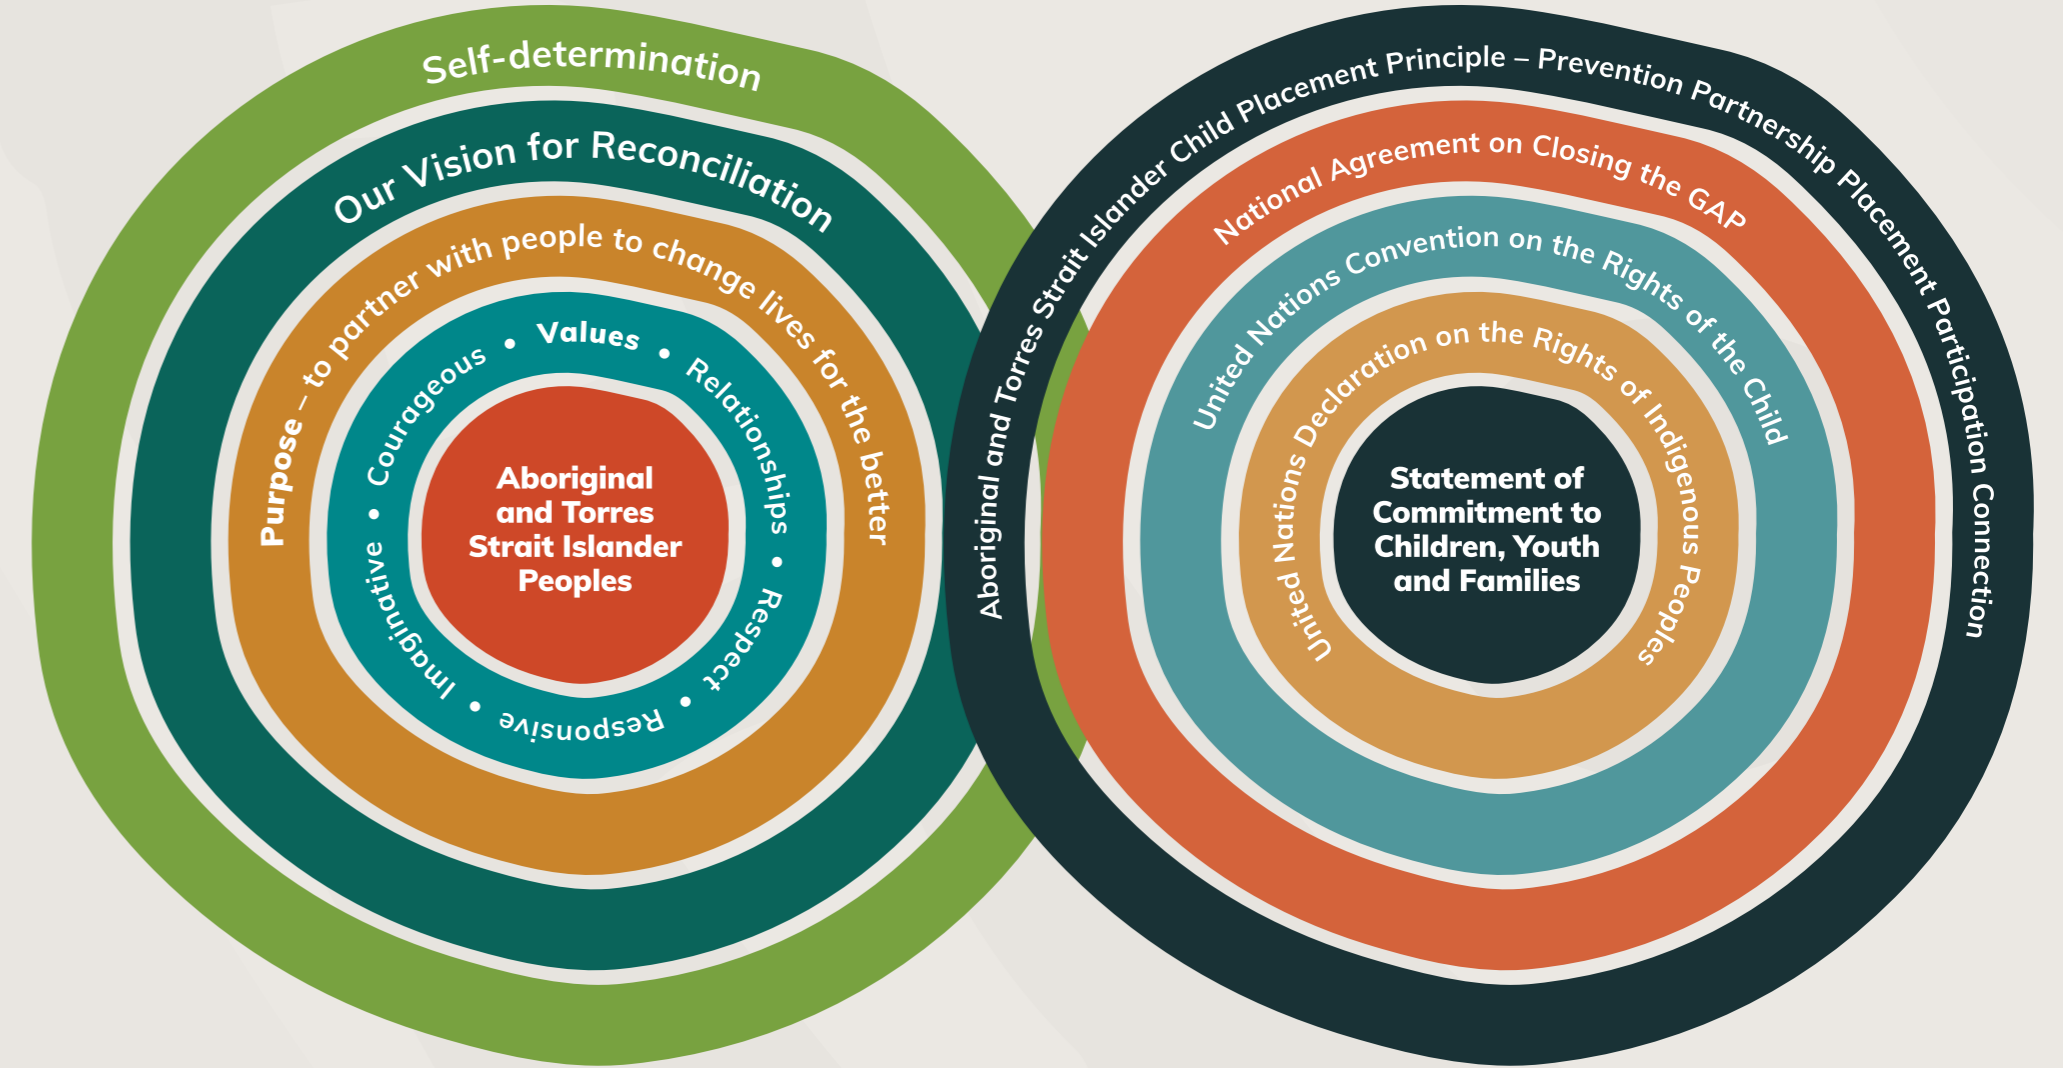 Self-determination
Our Vision for Reconciliation
Purpose – to partner with people to change lives for the better
Values • Relationships • Respect • Responsive • Imaginative • Courageous •
Aboriginal
and Torres
Strait Islander
Peoples
Aboriginal and Torres Strait Islander Child Placement Principle – Prevention Partnership Placement Participation Connection
National Agreement on Closing the GAP
United Nations Convention on the Rights of the Child
United Nations Declaration on the Rights of Indigenous Peoples
Statement of
Commitment to
Children, Youth
and Families